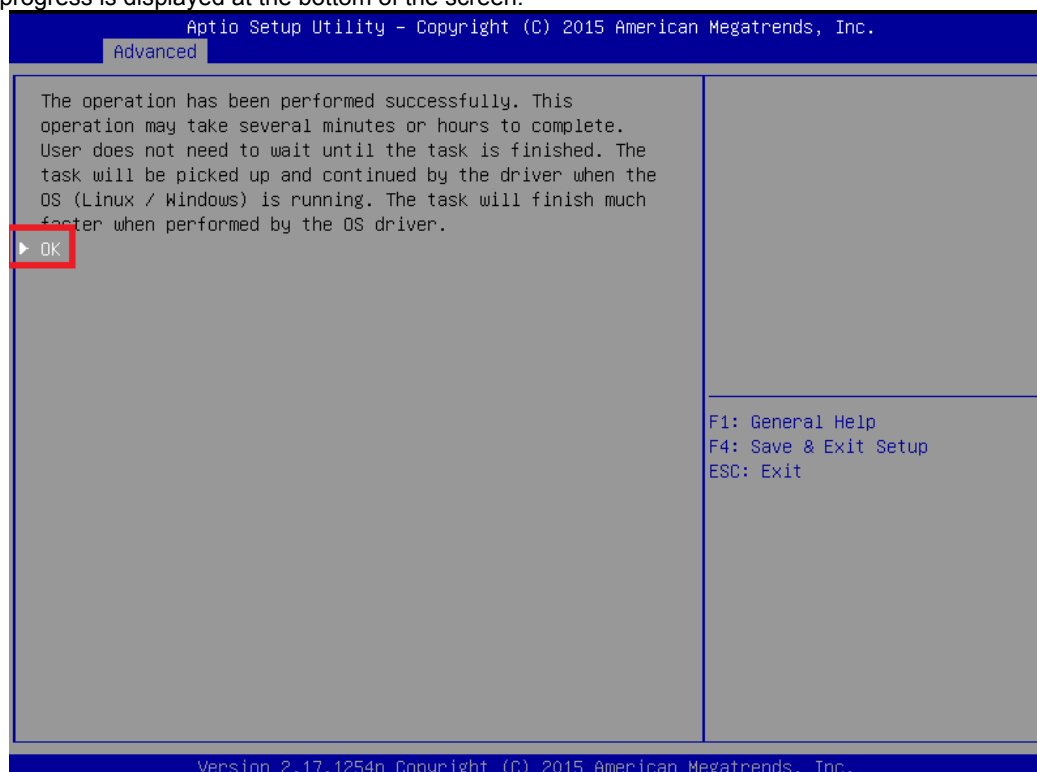 progress is displayed at the bottom of the screen.
Aptio Setup Utility – Copyright (C) 2015 American Megatrends, Inc.
Advanced
The operation has been performed successfully. This
operation may take several minutes or hours to complete.
User does not need to wait until the task is finished. The
task will be picked up and continued by the driver when the
OS (Linux / Windows) is running. The task will finish much
faster when performed by the OS driver.
▶ OK
F1: General Help
F4: Save & Exit Setup
ESC: Exit
Version 2.17.1254n Copyright (C) 2015 American Megatrends, Inc.